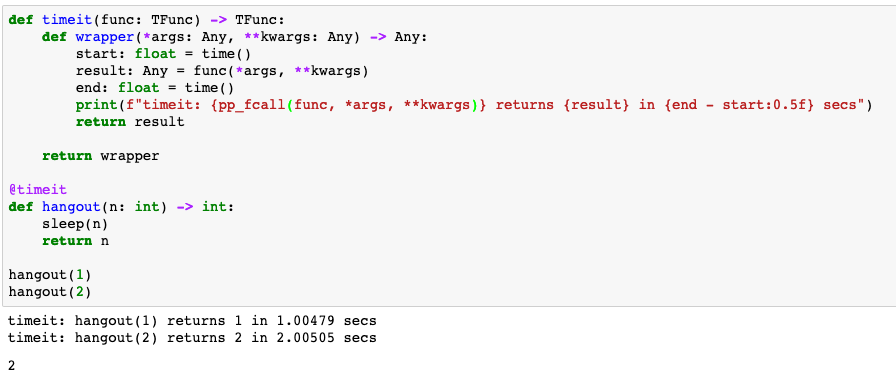 def timeit(func: TFunc) -> TFunc:
    def wrapper(*args: Any, **kwargs: Any) -> Any:
        start: float = time()
        result: Any = func(*args, **kwargs)
        end: float = time()
        print(f"timeit: {pp_fcall(func, *args, **kwargs)} returns {result} in {end - start:0.5f} secs")
        return result

    return wrapper

@timeit
def hangout(n: int) -> int:
    sleep(n)
    return n

hangout(1)
hangout(2)
timeit: hangout(1) returns 1 in 1.00479 secs
timeit: hangout(2) returns 2 in 2.00505 secs
2